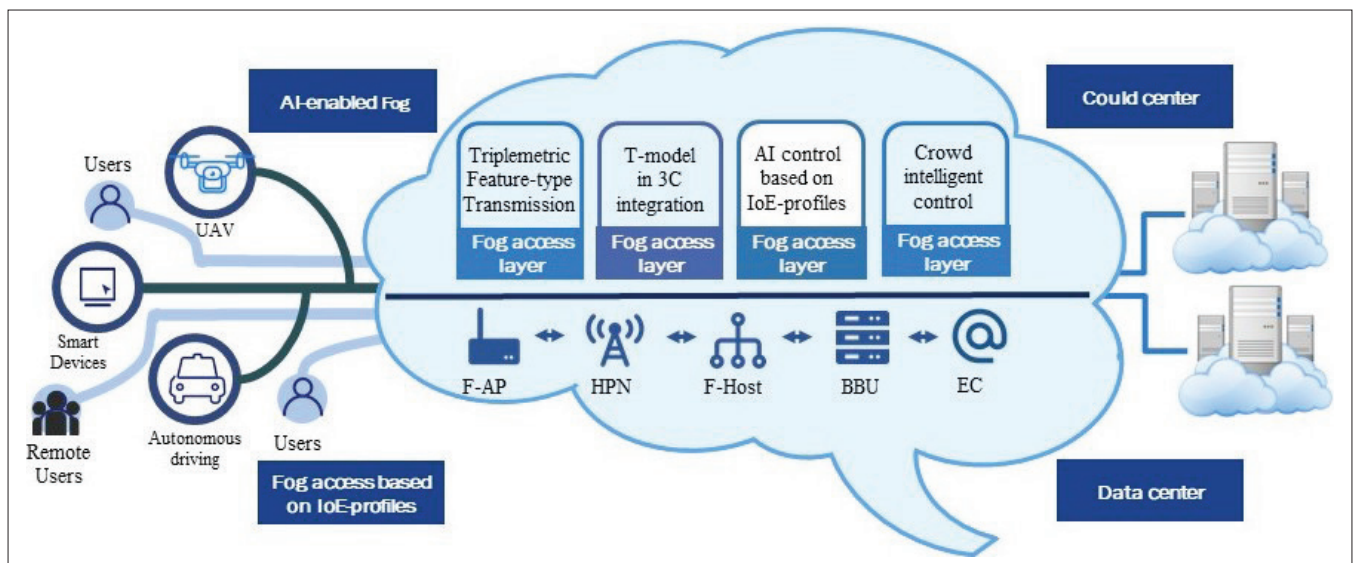 AI-enabled Fog
Could center
Users
UAV
Triplemetric
Feature-type
Transmission
Fog access
layer
T-model
in 3C
integration
Fog access
layer
AI control
based on
IoE-profiles
Fog access
layer
Crowd
intelligent
control
Fog access
layer
Smart
Devices
F-AP
HPN
F-Host
BBU
EC
Remote
Users
Autonomous
driving
Users
Fog access based
on IoE-profiles
Data center